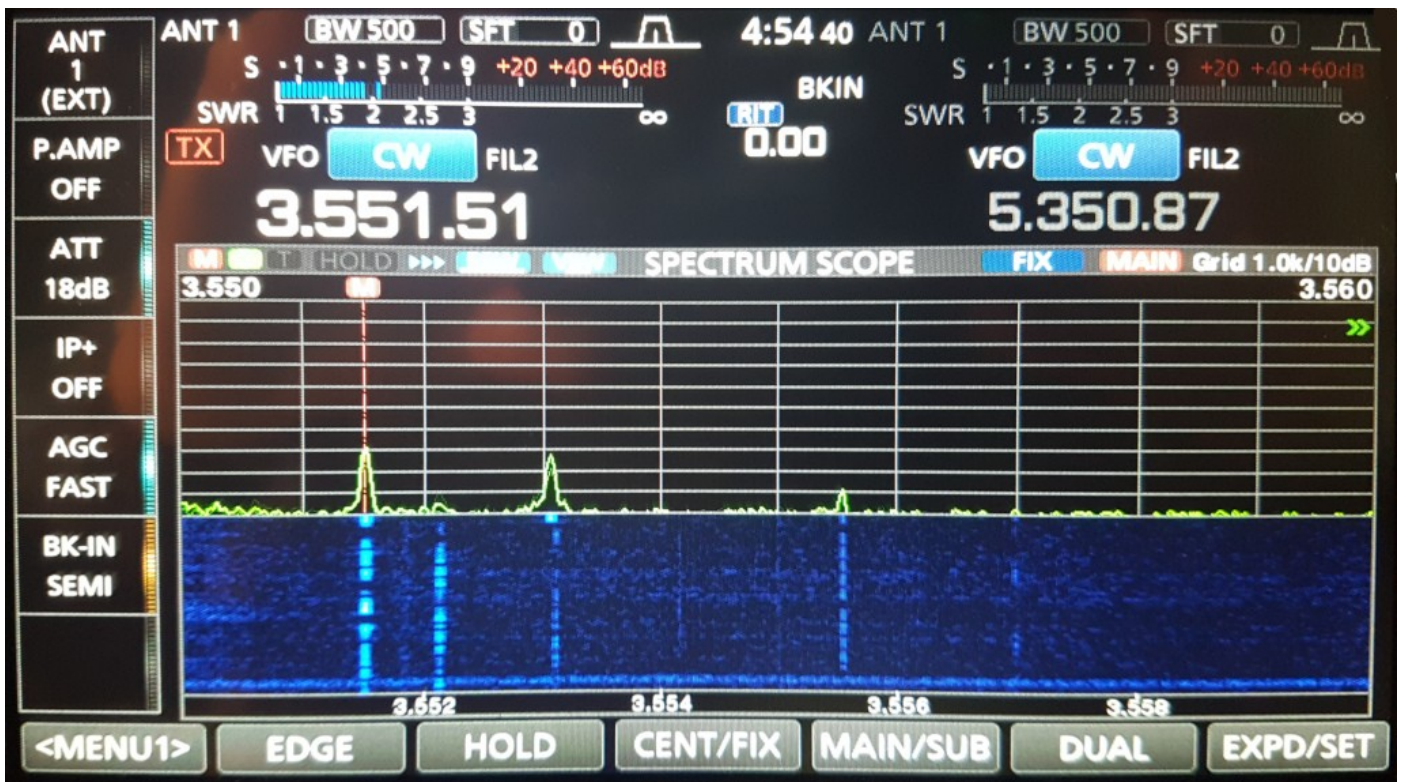 ANT
1
(EXT)
P.AMP
OFF
ATT
18dB
IP+
OFF
AGC
FAST
BK-IN
SEMI
ANT 1 BW 500 SFT 0 4:54 40 ANT 1 BW 500 SFT 0
S ·1·3·5·7·9 +20 +40 +60dB S ·1·3·5·7·9 +20 +40 +60dB
BKIN
SWR 1 1.5 2 2.5 3 ∞ RIT SWR 1 1.5 2 2.5 3 ∞
0.00
TX VFO CW FIL2 VFO CW FIL2
3.551.51 5.350.87
M T HOLD SPECTRUM SCOPE FIX MAIN Grid 1.0k/10dB
3.550 M 3.560
3.552 3.554 3.556 3.558
<MENU1> EDGE HOLD CENT/FIX MAIN/SUB DUAL EXPD/SET